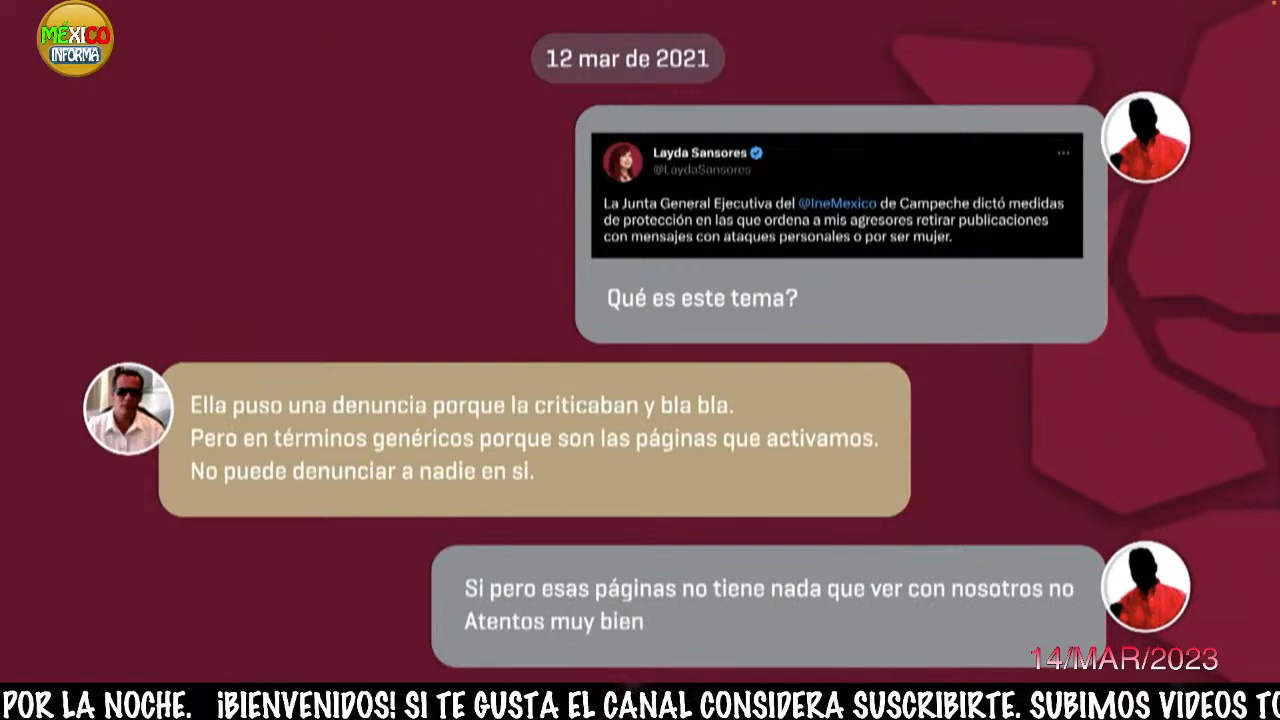 MÉXICO
INFORMA
12 mar de 2021
Layda Sansores
@LaydaSansores
La Junta General Ejecutiva del @IneMexico de Campeche dictó medidas
de protección en las que ordena a mis agresores retirar publicaciones
con mensajes con ataques personales o por ser mujer.
Qué es este tema?
Ella puso una denuncia porque la criticaban y bla bla.
Pero en términos genéricos porque son las páginas que activamos.
No puede denunciar a nadie en si.
Si pero esas páginas no tiene nada que ver con nosotros no
Atentos muy bien
14/MAR/2023
POR LA NOCHE. ¡BIENVENIDOS! SI TE GUSTA EL CANAL CONSIDERA SUSCRIBIRTE. SUBIMOS VIDEOS